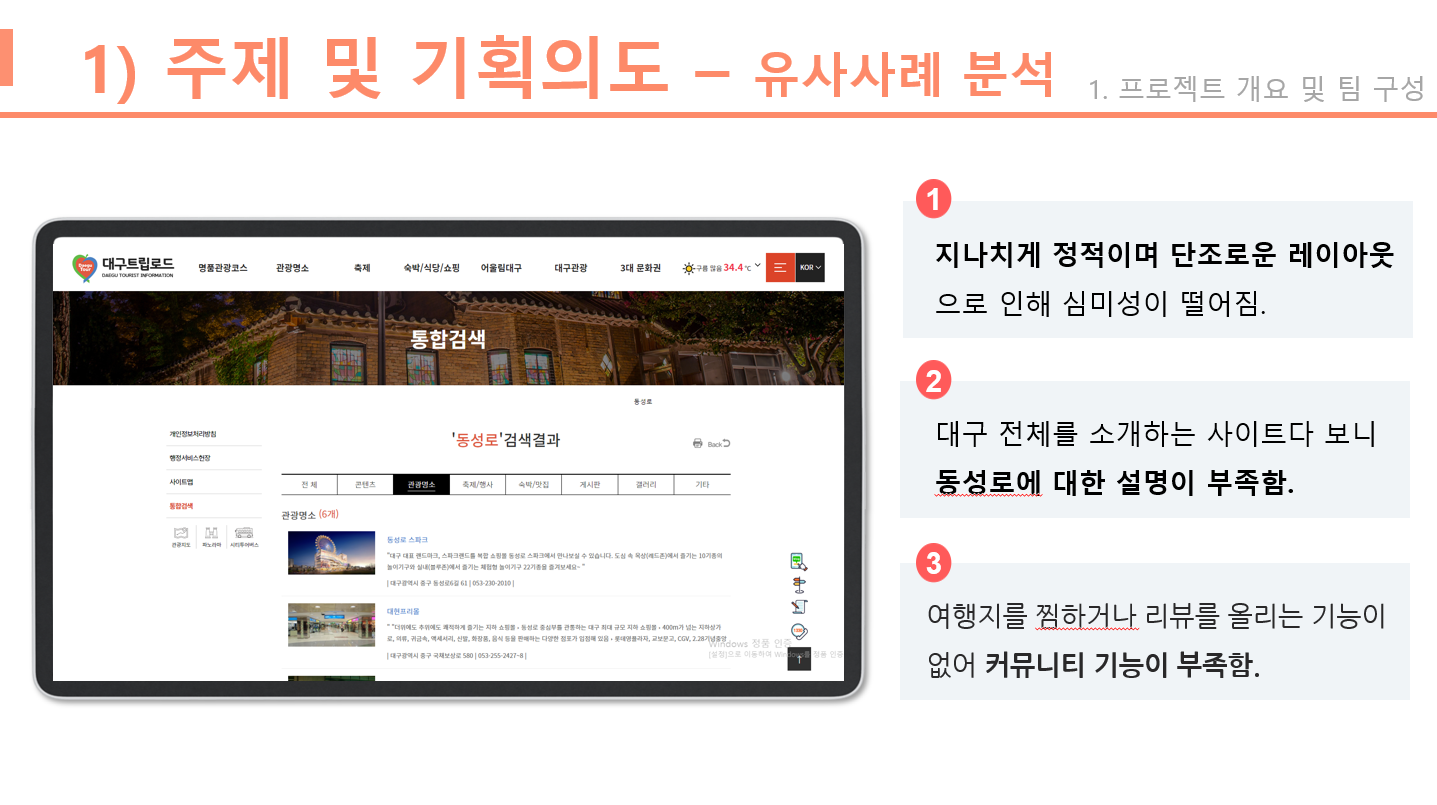 1) 주제 및 기획의도 – 유사사례 분석
1. 프로젝트 개요 및 팀 구성
대구트립로드
DAEGU TOURIST INFORMATION
명품관광코스
관광명소
축제
숙박/식당/쇼핑
어울림대구
대구관광
3대 문화권
구름 많음 34.4 ℃
KOR
통합검색
동성로
개인정보처리방침
행정서비스헌장
사이트맵
통합검색
관광지도
파노라마
시티투어버스
'동성로'검색결과
Back
전 체
콘텐츠
관광명소
축제/행사
숙박/맛집
게시판
갤러리
기타
관광명소 (6개)
동성로 스파크
"대구 대표 랜드마크, 스파크랜드를 복합 쇼핑몰 동성로 스파크에서 만나보실 수 있습니다. 도심 속 옥상(레드존)에서 즐기는 10기종의
놀이기구와 실내(블루존)에서 즐기는 체험형 놀이기구 22기종을 즐겨보세요~ "
| 대구광역시 중구 동성로6길 61 | 053-230-2010 |
대현프리몰
" "더위에도 추위에도 쾌적하게 즐기는 지하 쇼핑몰 • 동성로 중심부를 관통하는 대구 최대 규모 지하 쇼핑몰 • 400m가 넘는 지하상가
로, 의류, 귀금속, 액세서리, 신발, 화장품, 음식 등을 판매하는 다양한 점포가 입점해 있음 • 롯데영플라자, 교보문고, CGV, 2.28기념중앙
| 대구광역시 중구 국채보상로 580 | 053-255-2427~8 |
Windows 정품 인증
[설정]으로 이동하여 Windows를 정품 인증
1
지나치게 정적이며 단조로운 레이아웃
으로 인해 심미성이 떨어짐.
2
대구 전체를 소개하는 사이트다 보니
동성로에 대한 설명이 부족함.
3
여행지를 찜하거나 리뷰를 올리는 기능이
없어 커뮤니티 기능이 부족함.